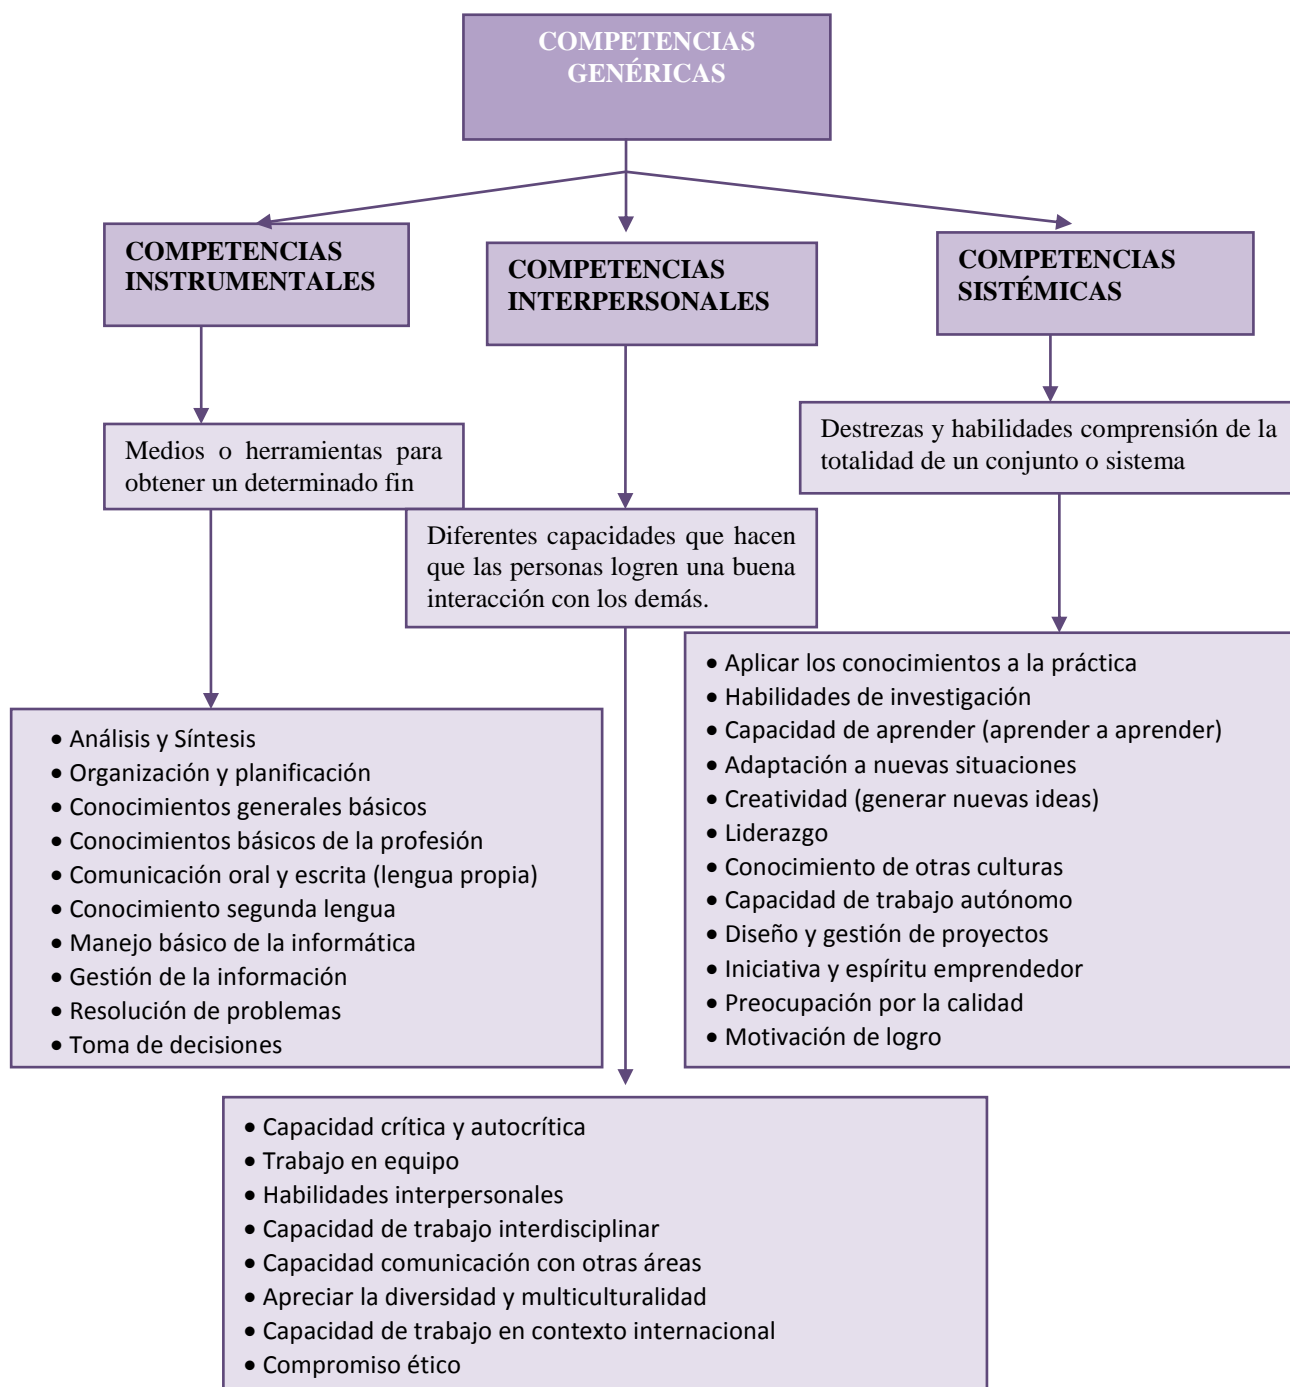 COMPETENCIAS
GENÉRICAS
COMPETENCIAS
INSTRUMENTALES
COMPETENCIAS
INTERPERSONALES
COMPETENCIAS
SISTÉMICAS
Medios o herramientas para
obtener un determinado fin
Diferentes capacidades que hacen
que las personas logren una buena
interacción con los demás.
Destrezas y habilidades comprensión de la
totalidad de un conjunto o sistema
• Análisis y Síntesis
• Organización y planificación
• Conocimientos generales básicos
• Conocimientos básicos de la profesión
• Comunicación oral y escrita (lengua propia)
• Conocimiento segunda lengua
• Manejo básico de la informática
• Gestión de la información
• Resolución de problemas
• Toma de decisiones
• Aplicar los conocimientos a la práctica
• Habilidades de investigación
• Capacidad de aprender (aprender a aprender)
• Adaptación a nuevas situaciones
• Creatividad (generar nuevas ideas)
• Liderazgo
• Conocimiento de otras culturas
• Capacidad de trabajo autónomo
• Diseño y gestión de proyectos
• Iniciativa y espíritu emprendedor
• Preocupación por la calidad
• Motivación de logro
• Capacidad crítica y autocrítica
• Trabajo en equipo
• Habilidades interpersonales
• Capacidad de trabajo interdisciplinar
• Capacidad comunicación con otras áreas
• Apreciar la diversidad y multiculturalidad
• Capacidad de trabajo en contexto internacional
• Compromiso ético